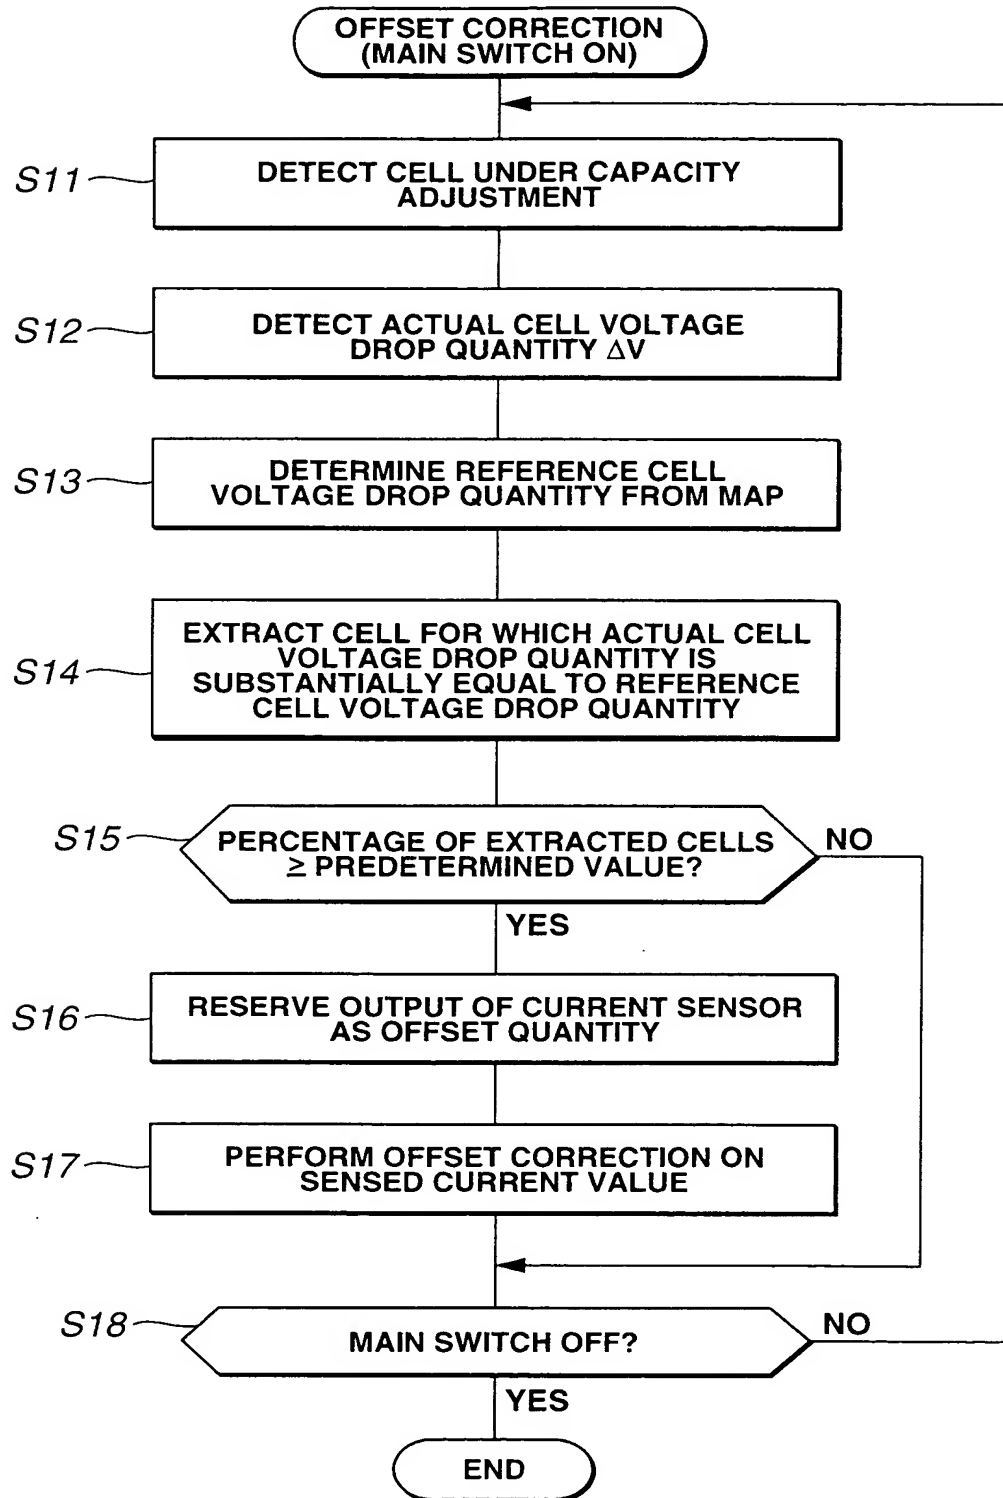 OFFSET CORRECTION
(MAIN SWITCH ON)
S11
DETECT CELL UNDER CAPACITY
ADJUSTMENT
S12
DETECT ACTUAL CELL VOLTAGE
DROP QUANTITY ΔV
S13
DETERMINE REFERENCE CELL
VOLTAGE DROP QUANTITY FROM MAP
S14
EXTRACT CELL FOR WHICH ACTUAL CELL
VOLTAGE DROP QUANTITY IS
SUBSTANTIALLY EQUAL TO REFERENCE
CELL VOLTAGE DROP QUANTITY
S15
PERCENTAGE OF EXTRACTED CELLS
≥ PREDETERMINED VALUE?
NO
YES
S16
RESERVE OUTPUT OF CURRENT SENSOR
AS OFFSET QUANTITY
S17
PERFORM OFFSET CORRECTION ON
SENSED CURRENT VALUE
S18
MAIN SWITCH OFF?
NO
YES
END